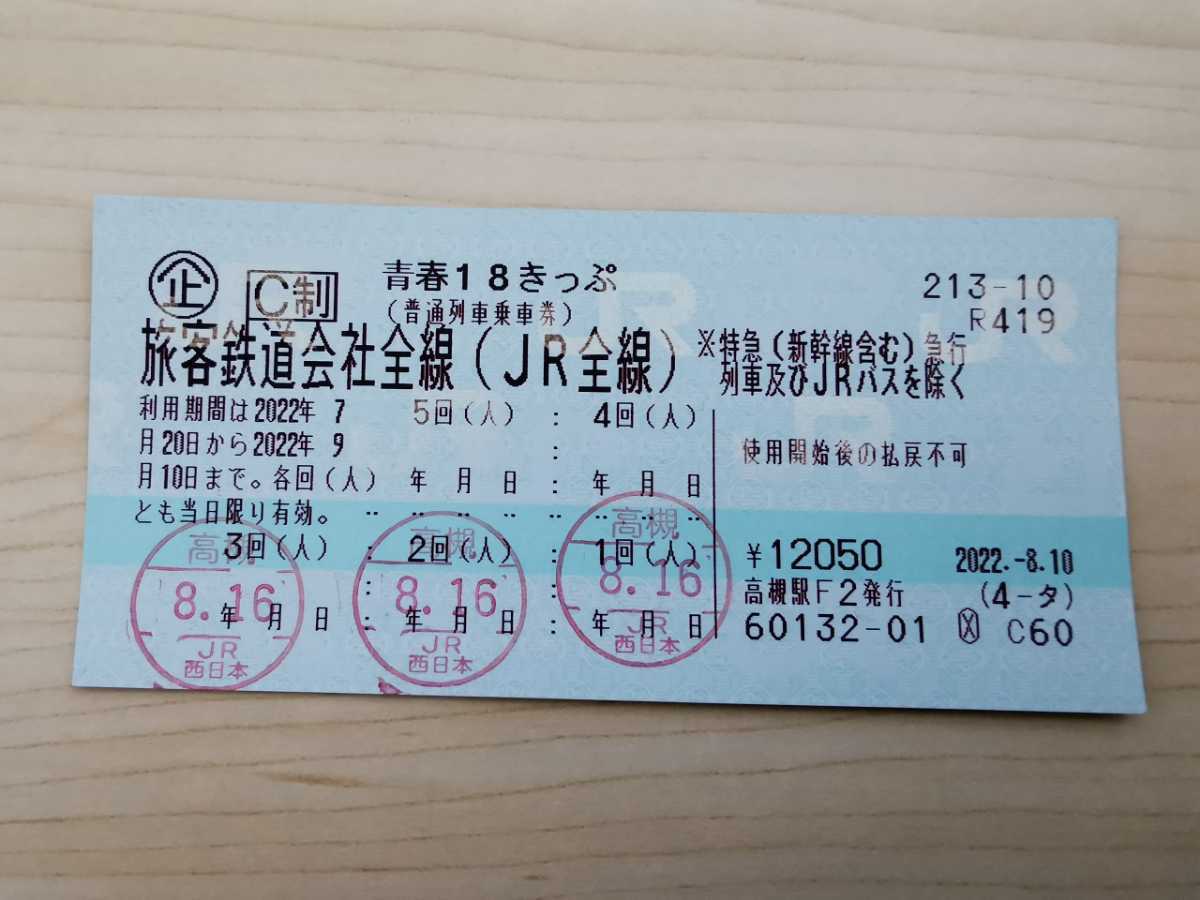 企 C制 青春18きっぷ 213-10
(普通列車乗車券) R419
旅客鉄道会社全線(JR全線) ※特急(新幹線含む)急行
列車及びJRバスを除く
利用期間は2022年 7 5回(人) : 4回(人)
月20日から2022年 9 :
使用開始後の払戻不可
月10日まで。各回(人) 年 月 日 : 年 月 日
とも当日限り有効。
3回(人) : 2回(人) : 1回(人)
年 月 日 : 年 月 日 : 年 月 日
高槻
8.16
JR
西日本
高槻
8.16
JR
西日本
高槻
8.16
JR
西日本
¥12050 2022.-8.10
高槻駅F2発行 (4-タ)
60132-01 C60